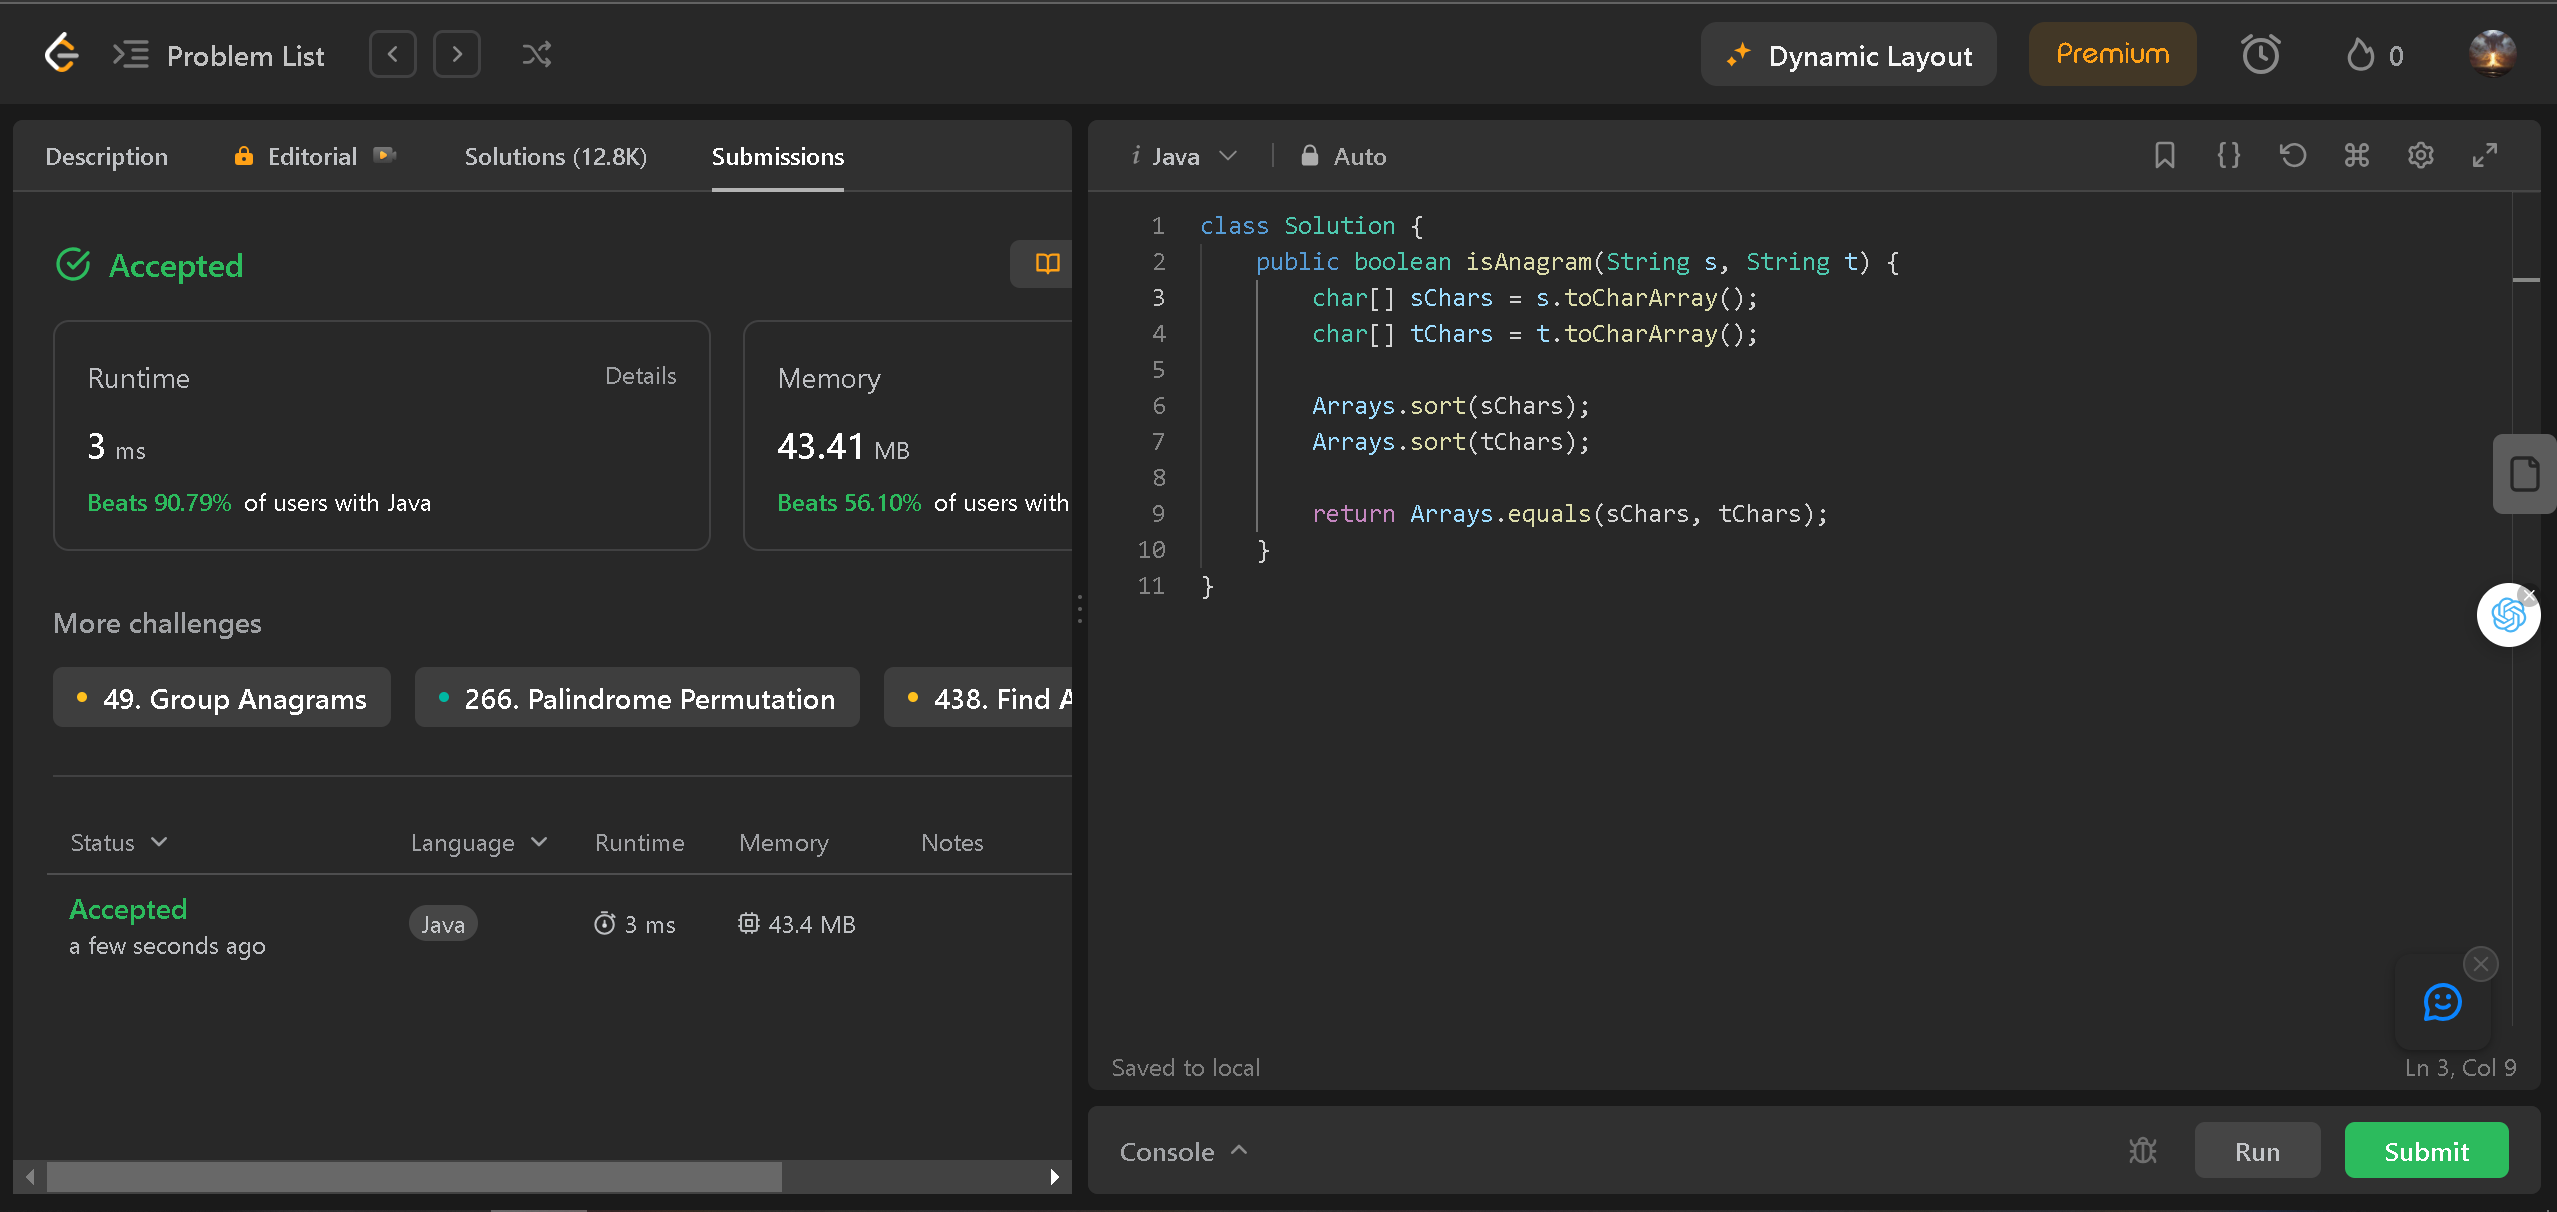 Problem List
Dynamic Layout
Premium
0
Description
Editorial
Solutions (12.8K)
Submissions
Accepted
Runtime
Details
3 ms
Beats 90.79% of users with Java
Memory
43.41 MB
Beats 56.10% of users with
More challenges
49. Group Anagrams
266. Palindrome Permutation
438. Find A
Status Language Runtime Memory Notes
Accepted
a few seconds ago
Java
3 ms
43.4 MB
i Java
Auto
1 class Solution {
2 public boolean isAnagram(String s, String t) {
3 char[] sChars = s.toCharArray();
4 char[] tChars = t.toCharArray();
5
6 Arrays.sort(sChars);
7 Arrays.sort(tChars);
8
9 return Arrays.equals(sChars, tChars);
10 }
11 }
Saved to local
Ln 3, Col 9
Console
Run
Submit